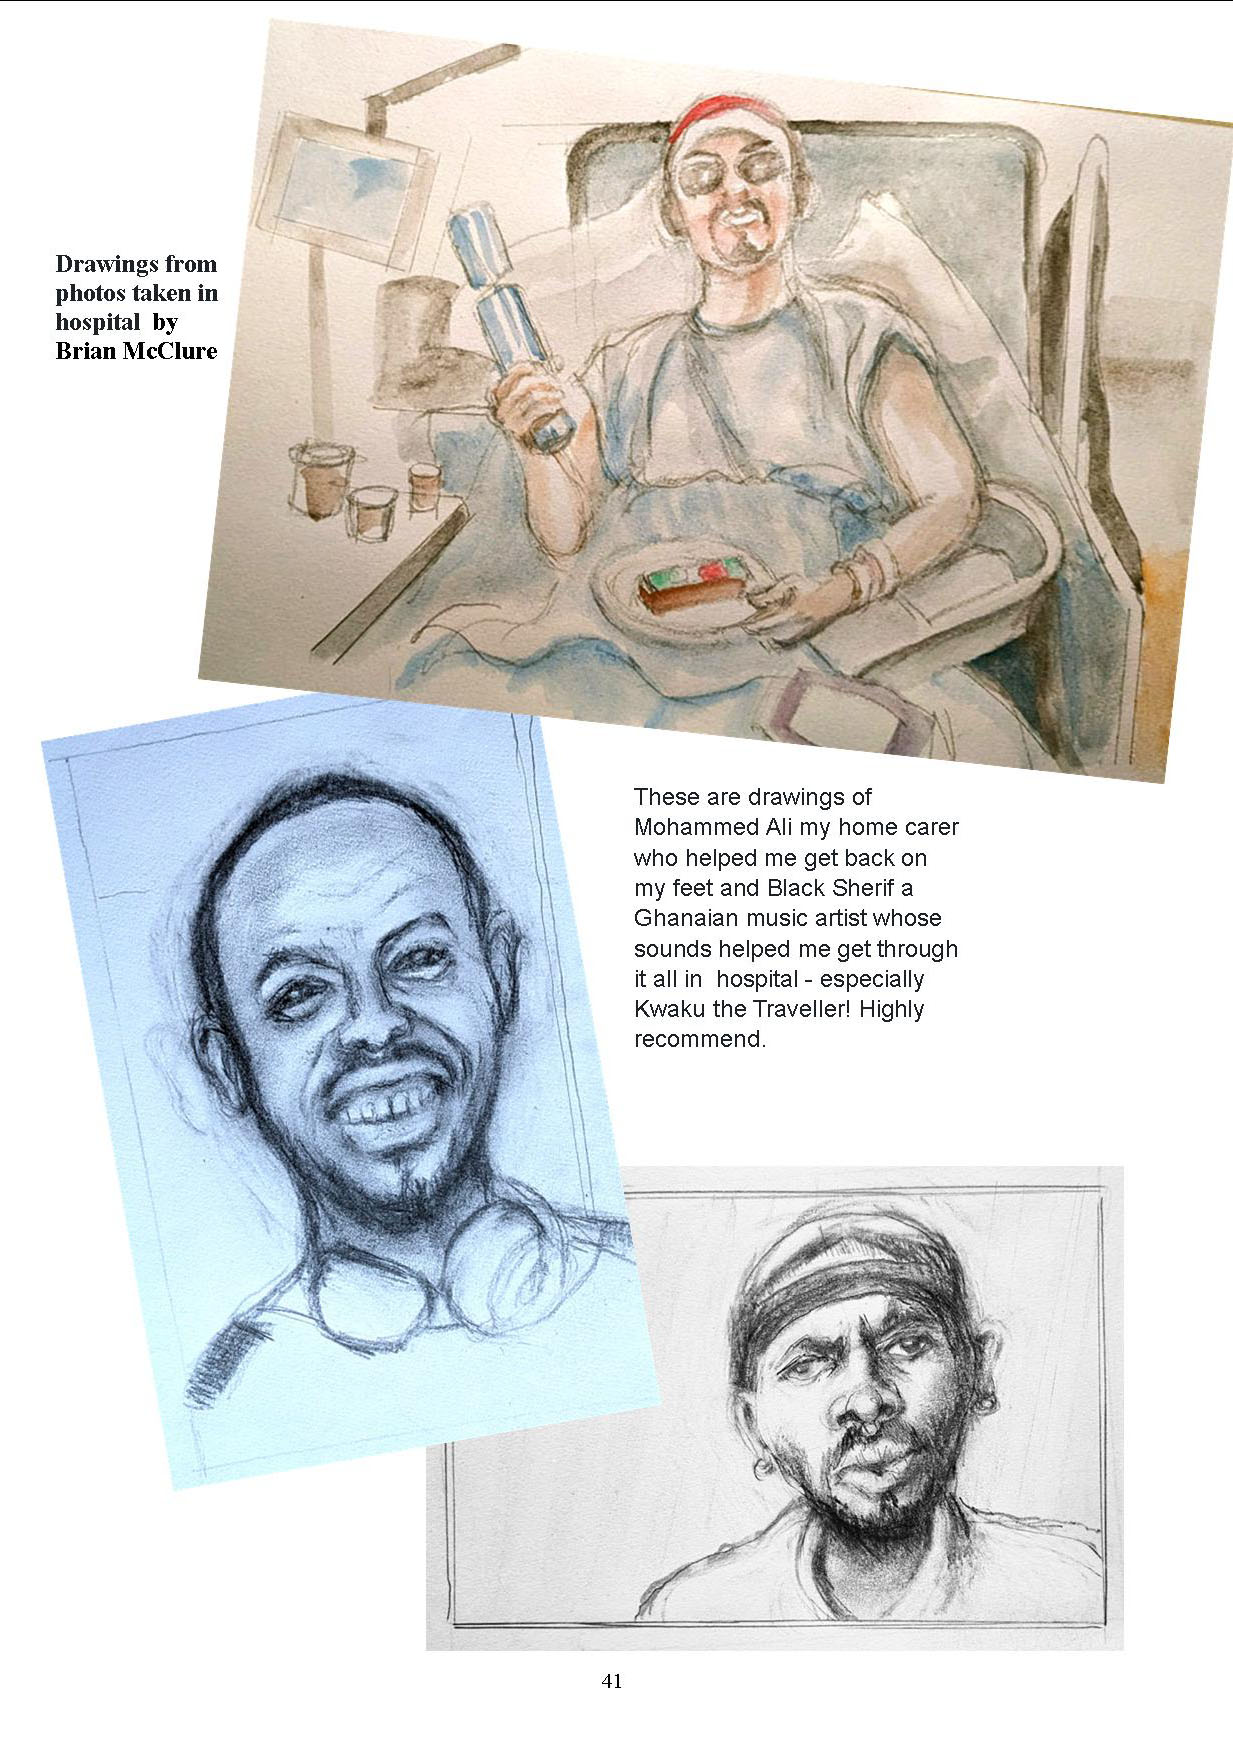 Drawings from
photos taken in
hospital  by
Brian McClure
These are drawings of
Mohammed Ali my home carer
who helped me get back on
my feet and Black Sherif a
Ghanaian music artist whose
sounds helped me get through
it all in  hospital - especially
Kwaku the Traveller! Highly
recommend.
41